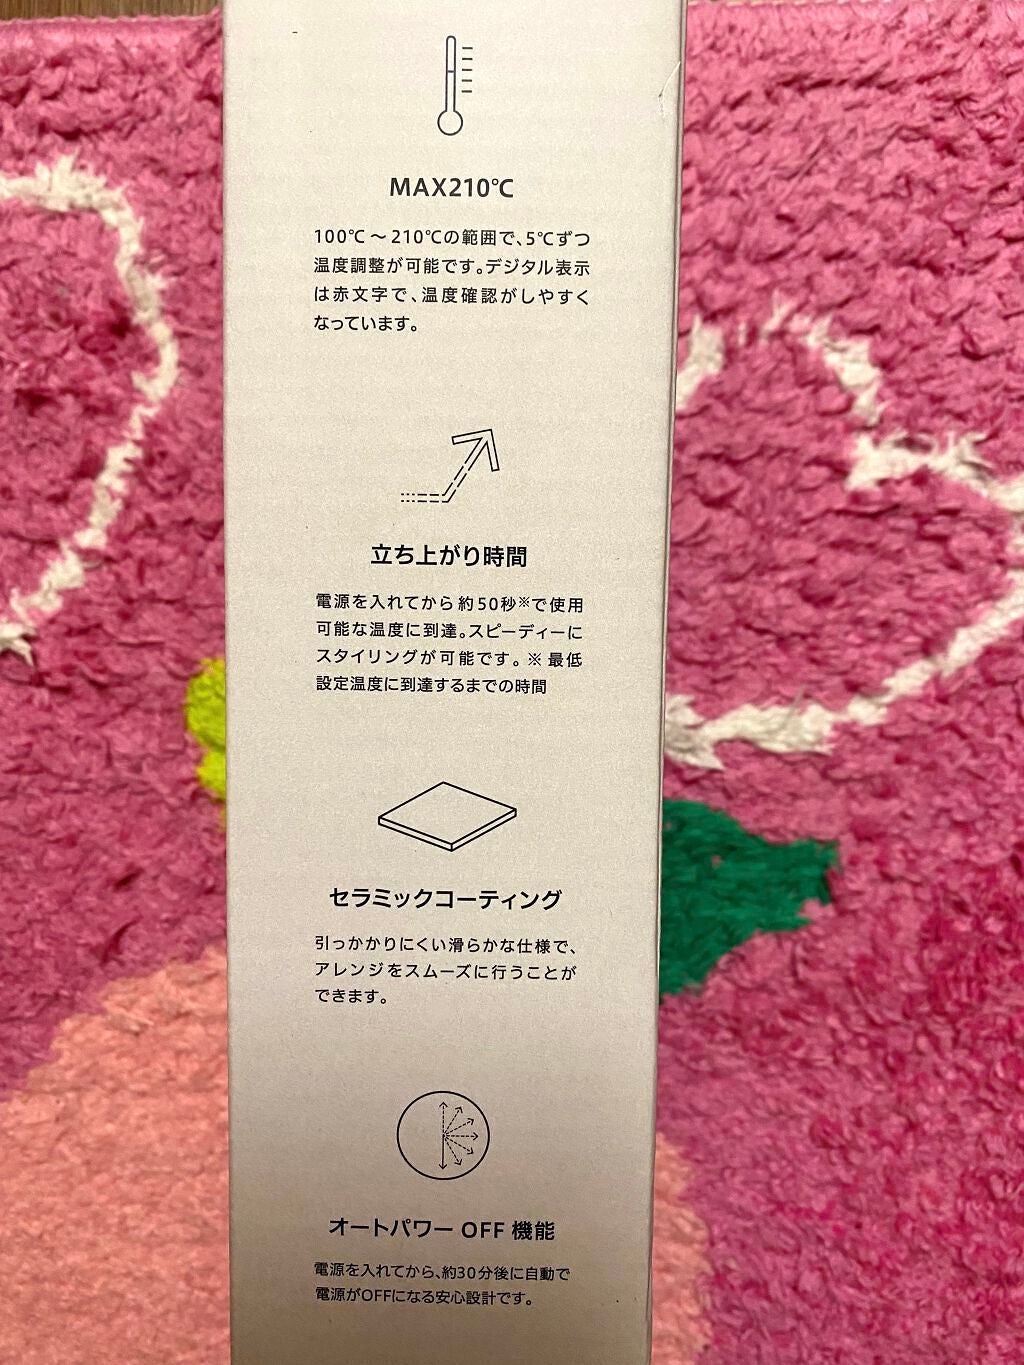 MAX210℃
100℃～210℃の範囲で、5℃ずつ
温度調整が可能です。デジタル表示
は赤文字で、温度確認がしやすく
なっています。
立ち上がり時間
電源を入れてから約50秒※で使用
可能な温度に到達。スピーディーに
スタイリングが可能です。※最低
設定温度に到達するまでの時間
セラミックコーティング
引っかかりにくい滑らかな仕様で、
アレンジをスムーズに行うことが
できます。
オートパワー OFF 機能
電源を入れてから、約30分後に自動で
電源がOFFになる安心設計です。